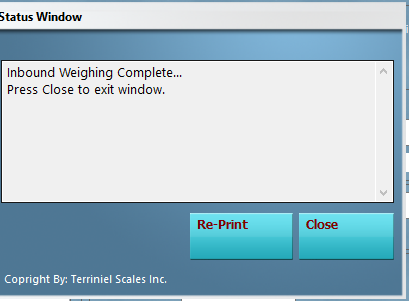 Status Window
Inbound Weighing Complete...
Press Close to exit window.
Re-Print
Close
Copright By: Terriniel Scales Inc.